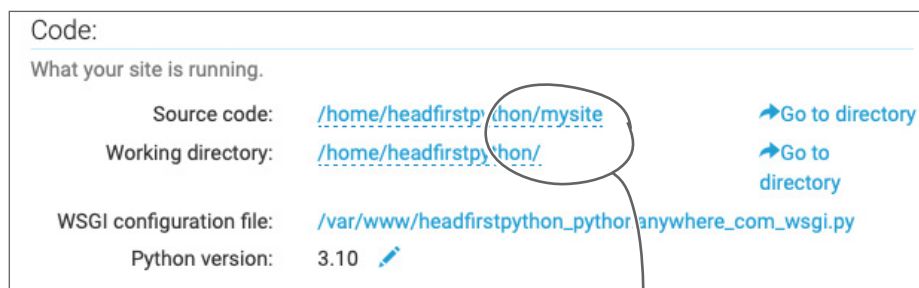 Code:
What your site is running.
Source code: /home/headfirstpython/mysite Go to directory
Working directory: /home/headfirstpython/ Go to
directory
WSGI configuration file: /var/www/headfirstpython_pythonanywhere_com_wsgi.py
Python version: 3.10